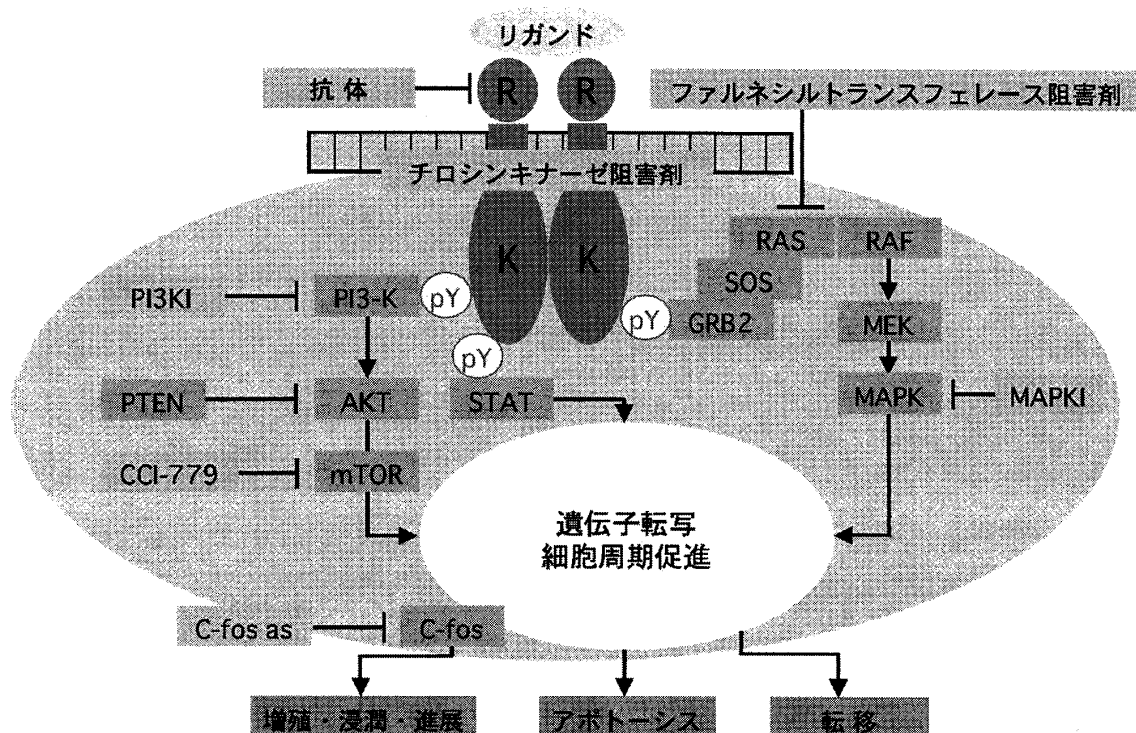 リガンド
抗体
R R
ファルネシルトランスフェレース阻害剤
チロシンキナーゼ阻害剤
K K
RAS RAF
SOS
PI3KI PI3-K pY
pY GRB2 MEK
pY
PTEN AKT STAT MAPK MAPKI
CCI-779 mTOR
遺伝子転写
細胞周期促進
C-fos as C-fos
増殖・浸潤・進展 アポトーシス 転移